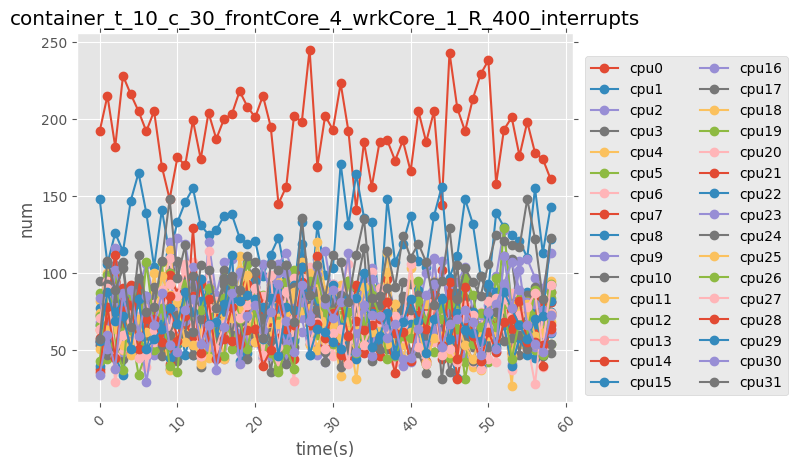 container_t_10_c_30_frontCore_4_wrkCore_1_R_400_interrupts
250
200
150
100
50
num
0
10
20
30
40
50
60
time(s)
cpu0
cpu1
cpu2
cpu3
cpu4
cpu5
cpu6
cpu7
cpu8
cpu9
cpu10
cpu11
cpu12
cpu13
cpu14
cpu15
cpu16
cpu17
cpu18
cpu19
cpu20
cpu21
cpu22
cpu23
cpu24
cpu25
cpu26
cpu27
cpu28
cpu29
cpu30
cpu31